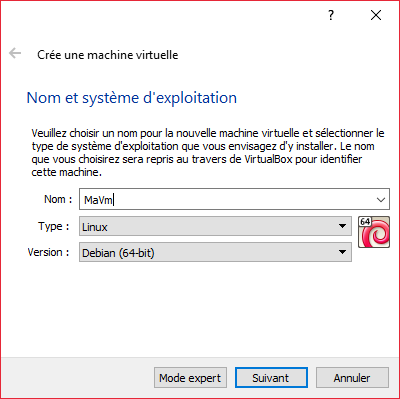 ?
Crée une machine virtuelle
Nom et système d'exploitation
Veuillez choisir un nom pour la nouvelle machine virtuelle et sélectionner le
type de système d'exploitation que vous envisagez d'y installer. Le nom
que vous choisirez sera repris au travers de VirtualBox pour identifier
cette machine.
Nom : MaVm
Type : Linux
64
Version : Debian (64-bit)
Mode expert Suivant Annuler